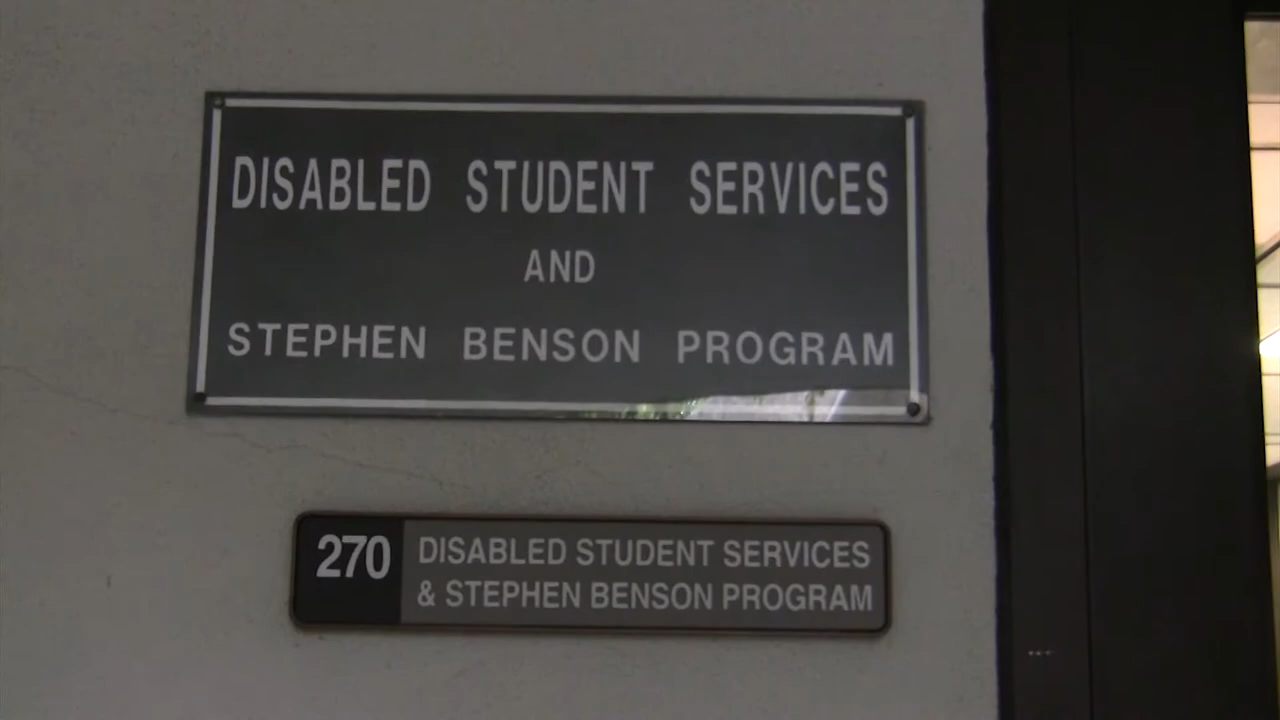 DISABLED STUDENT SERVICES
AND
STEPHEN BENSON PROGRAM
270 DISABLED STUDENT SERVICES
& STEPHEN BENSON PROGRAM